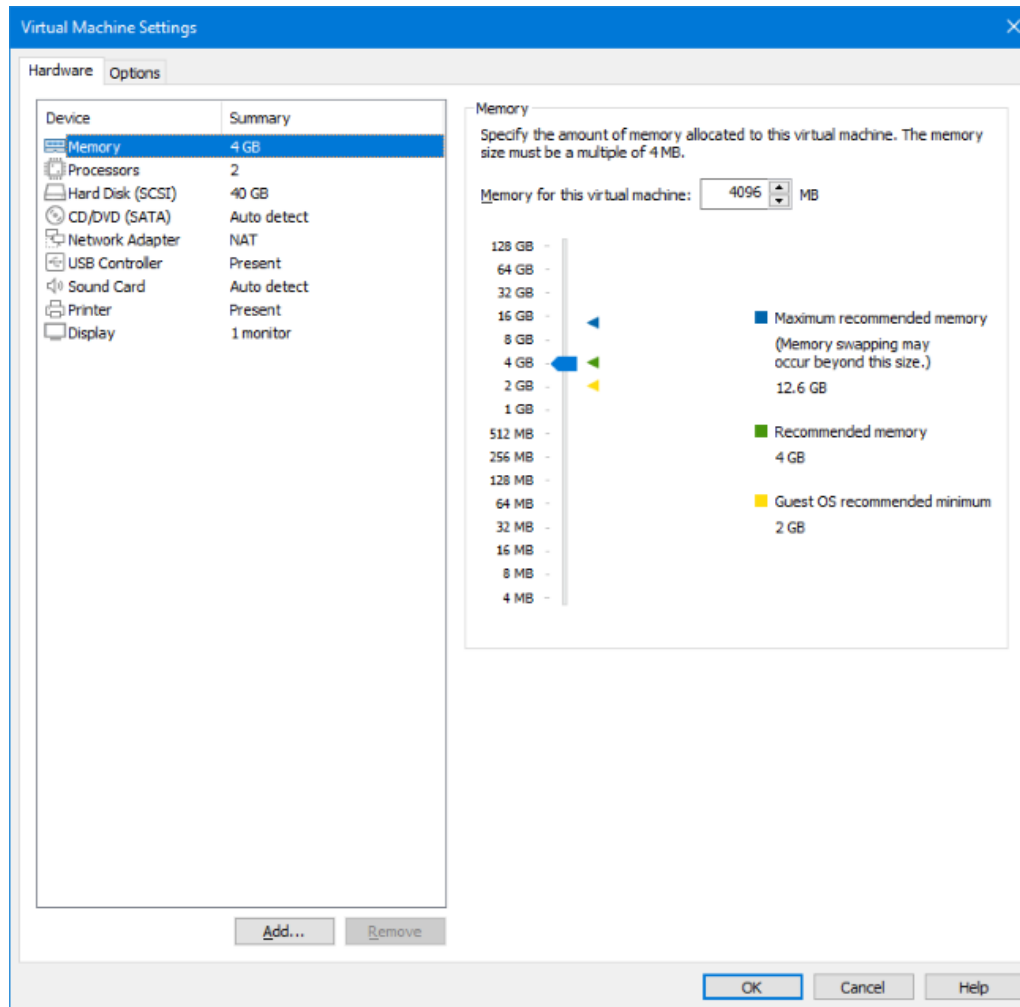 Virtual Machine Settings
Hardware
Options
Device Summary
Memory 4 GB
Processors 2
Hard Disk (SCSI) 40 GB
CD/DVD (SATA) Auto detect
Network Adapter NAT
USB Controller Present
Sound Card Auto detect
Printer Present
Display 1 monitor
Add...
Remove
Memory
Specify the amount of memory allocated to this virtual machine. The memory
size must be a multiple of 4 MB.
Memory for this virtual machine: 4096 MB
128 GB
64 GB
32 GB
16 GB
8 GB
4 GB
2 GB
1 GB
512 MB
256 MB
128 MB
64 MB
32 MB
16 MB
8 MB
4 MB
Maximum recommended memory
(Memory swapping may
occur beyond this size.)
12.6 GB
Recommended memory
4 GB
Guest OS recommended minimum
2 GB
OK
Cancel
Help